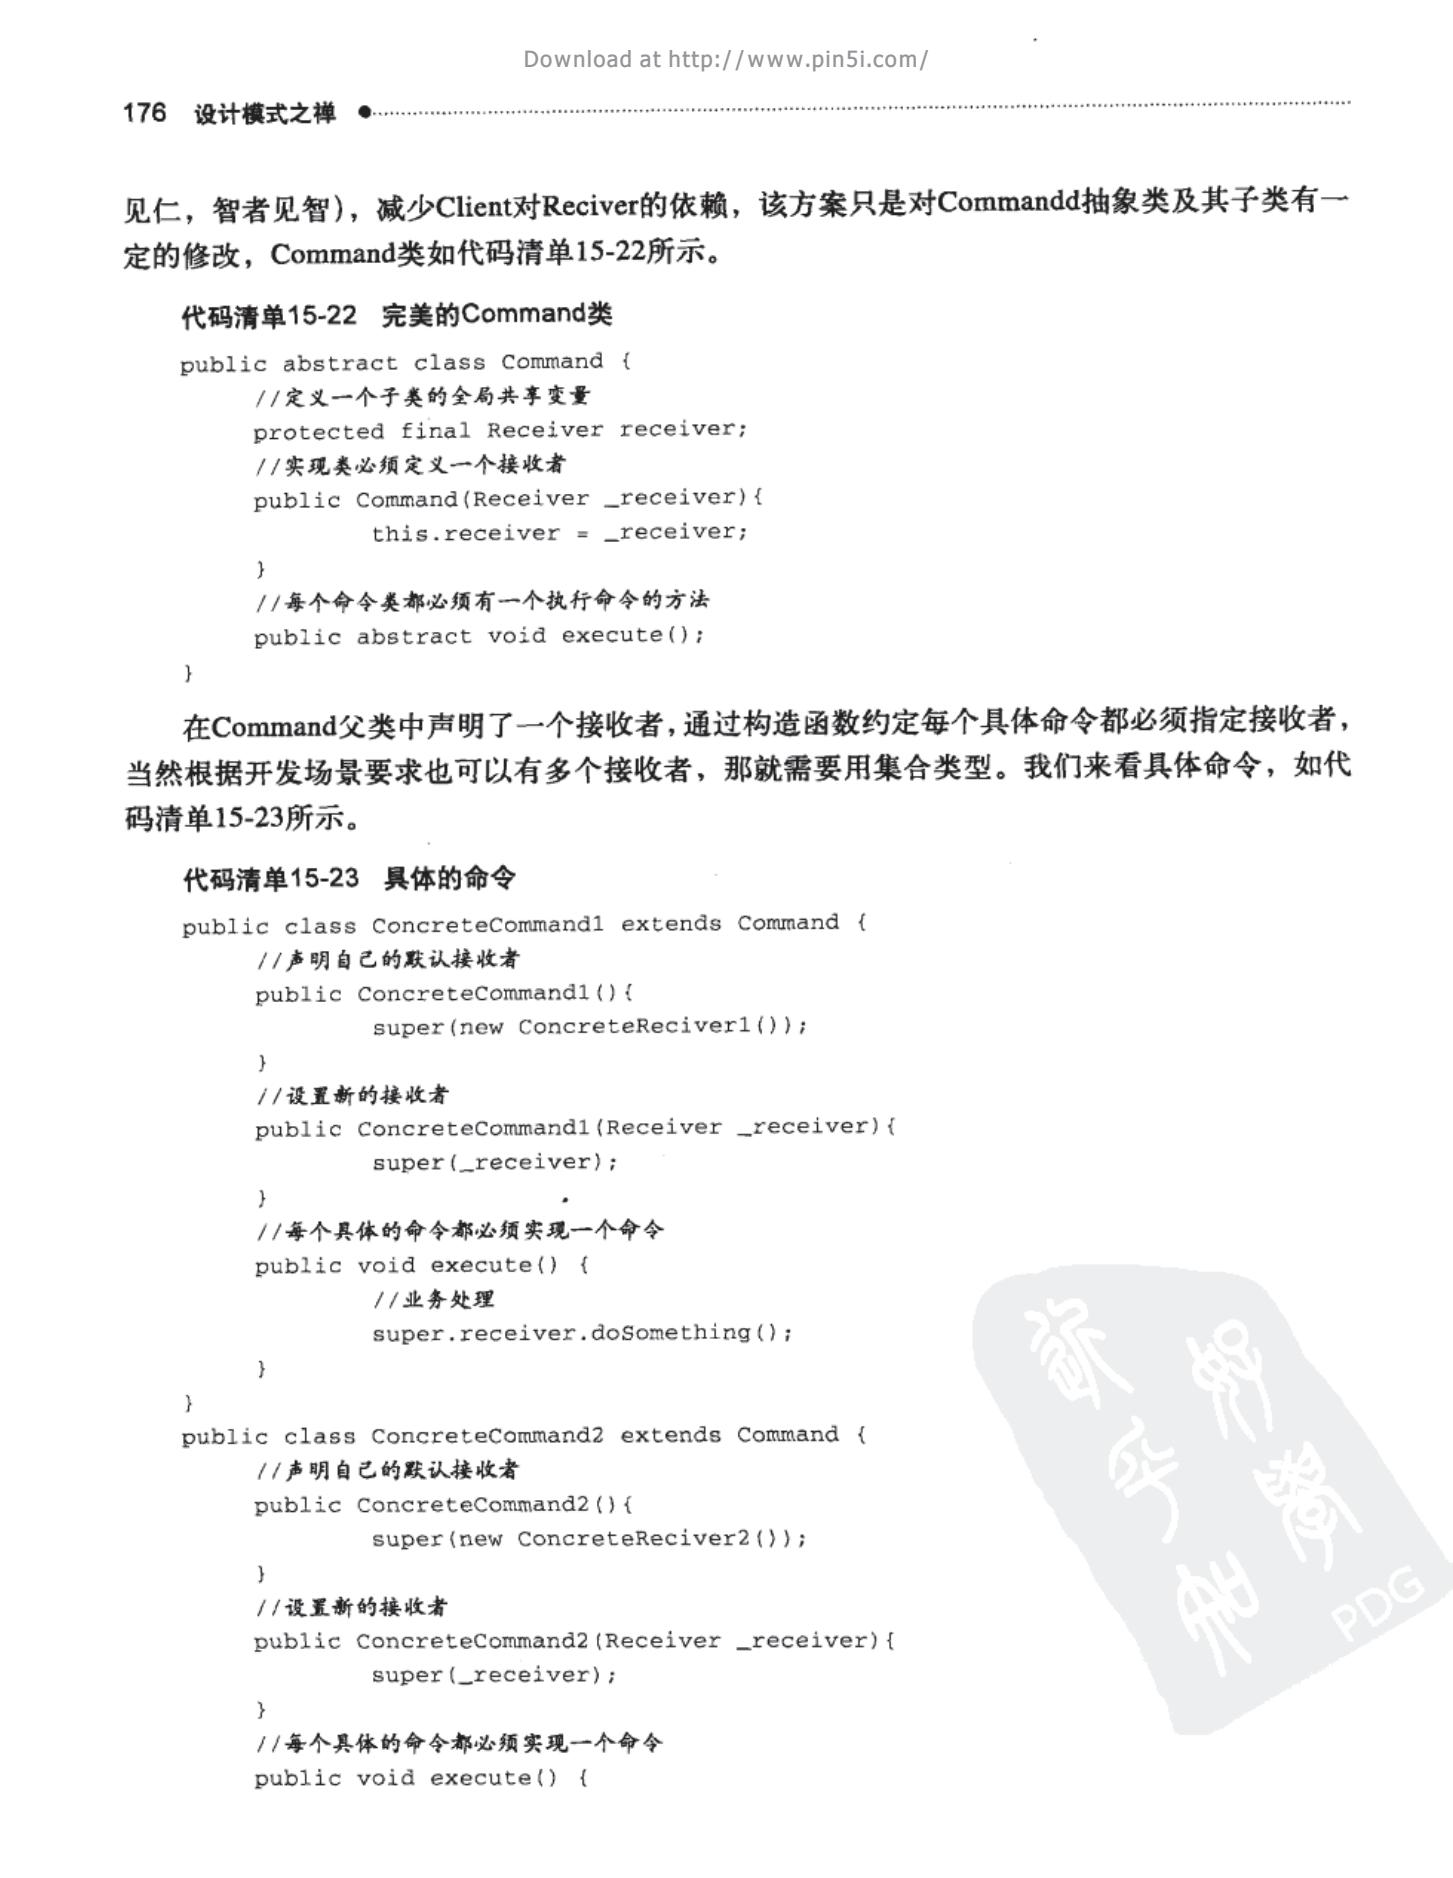 Download at http://www.pin5i.com/
176 设计模式之禅
见仁，智者见智），减少Client对Reciver的依赖，该方案只是对Commandd抽象类及其子类有一
定的修改，Command类如代码清单15-22所示。
代码清单15-22 完美的Command类
public abstract class Command {
//定义一个子类的全局共享变量
protected final Receiver receiver;
//实现类必须定义一个接收者
public Command(Receiver _receiver){
this.receiver = _receiver;
}
//每个命令类都必须有一个执行命令的方法
public abstract void execute();
}
在Command父类中声明了一个接收者，通过构造函数约定每个具体命令都必须指定接收者，
当然根据开发场景要求也可以有多个接收者，那就需要用集合类型。我们来看具体命令，如代
码清单15-23所示。
代码清单15-23 具体的命令
public class ConcreteCommand1 extends Command {
//声明自己的默认接收者
public ConcreteCommand1(){
super(new ConcreteReciver1());
}
//设置新的接收者
public ConcreteCommand1(Receiver _receiver){
super(_receiver);
}
//每个具体的命令都必须实现一个命令
public void execute() {
//业务处理
super.receiver.doSomething();
}
}
public class ConcreteCommand2 extends Command {
//声明自己的默认接收者
public ConcreteCommand2(){
super(new ConcreteReciver2());
}
//设置新的接收者
public ConcreteCommand2(Receiver _receiver){
super(_receiver);
}
//每个具体的命令都必须实现一个命令
public void execute() {
PDG